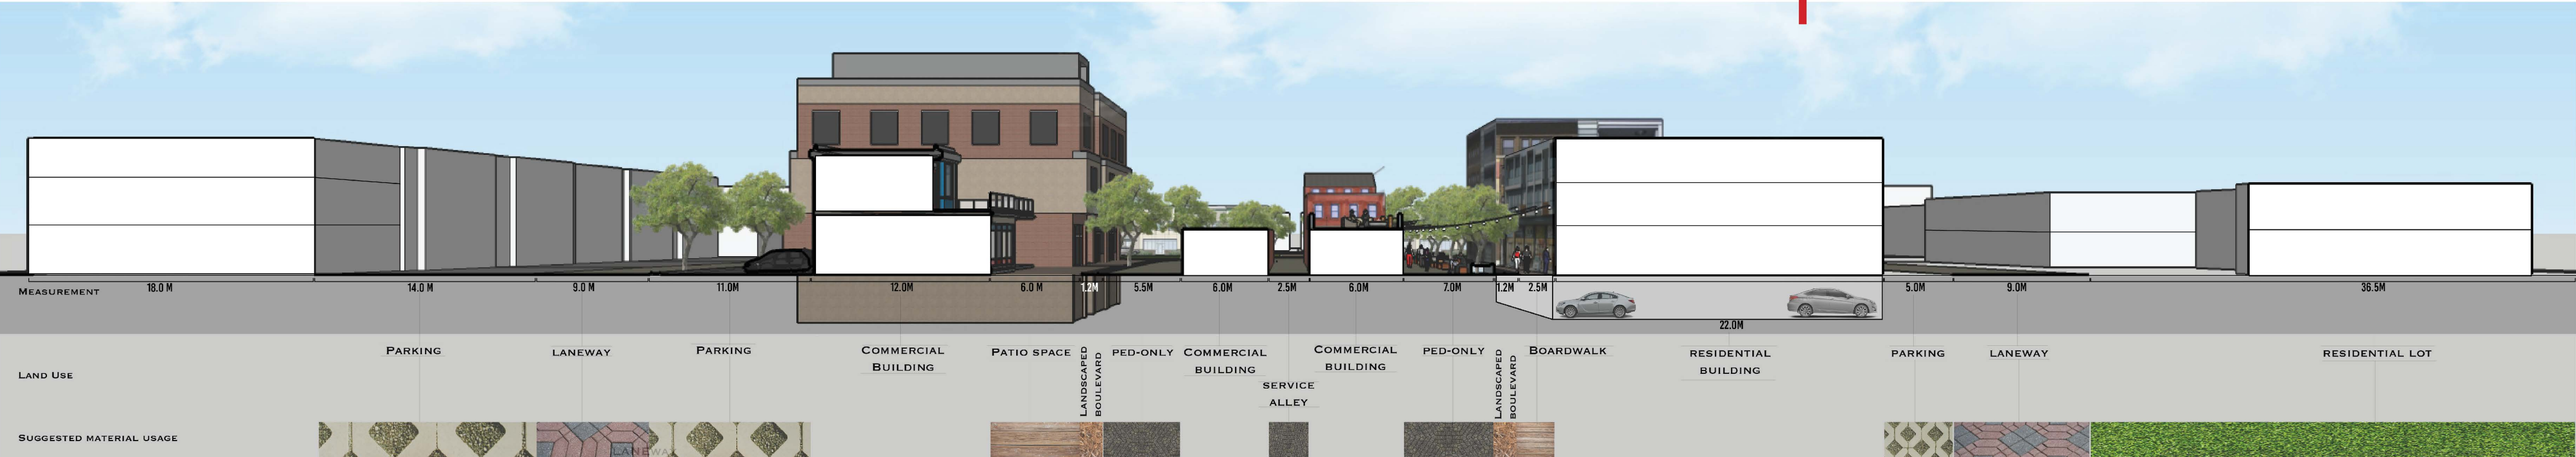 MEASUREMENT
18.0 M
14.0 M
9.0 M
11.0M
12.0M
6.0 M
1.2M
5.5M
6.0M
2.5M
6.0M
7.0M
1.2M
2.5M
22.0M
5.0M
9.0M
36.5M
LAND USE
PARKING
LANEWAY
PARKING
COMMERCIAL
BUILDING
PATIO SPACE
LANDSCAPED
BOULEVARD
PED-ONLY
COMMERCIAL
BUILDING
SERVICE
ALLEY
COMMERCIAL
BUILDING
PED-ONLY
LANDSCAPED
BOULEVARD
BOARDWALK
RESIDENTIAL
BUILDING
PARKING
LANEWAY
RESIDENTIAL LOT
SUGGESTED MATERIAL USAGE
LANEWAY